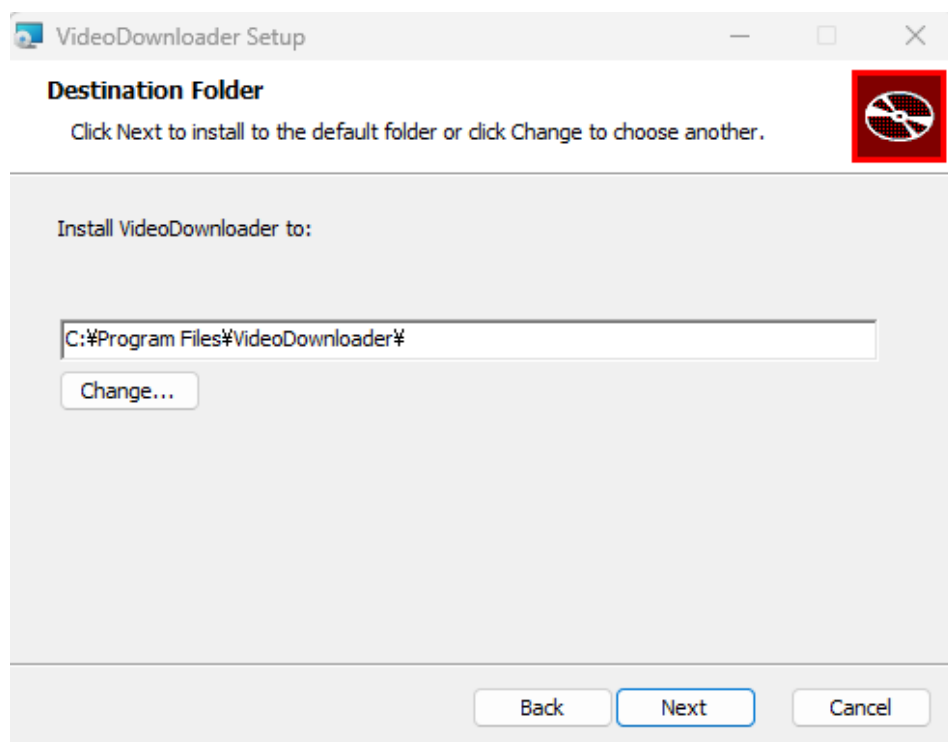 VideoDownloader Setup
Destination Folder
Click Next to install to the default folder or click Change to choose another.
Install VideoDownloader to:
C:¥Program Files¥VideoDownloader¥
Change...
Back Next Cancel